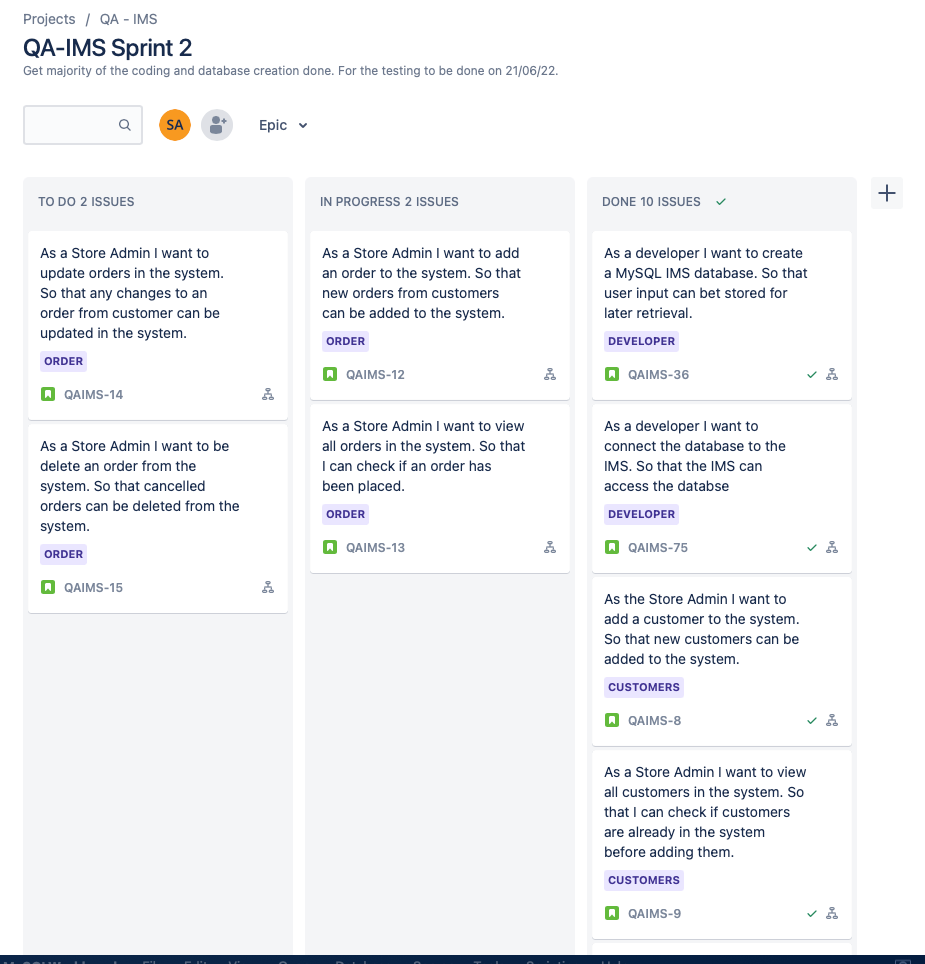 Projects / QA - IMS
QA-IMS Sprint 2
Get majority of the coding and database creation done. For the testing to be done on 21/06/22.
SA
Epic
TO DO 2 ISSUES
As a Store Admin I want to
update orders in the system.
So that any changes to an
order from customer can be
updated in the system.
ORDER
QAIMS-14
As a Store Admin I want to be
delete an order from the
system. So that cancelled
orders can be deleted from the
system.
ORDER
QAIMS-15
IN PROGRESS 2 ISSUES
As a Store Admin I want to add
an order to the system. So that
new orders from customers
can be added to the system.
ORDER
QAIMS-12
As a Store Admin I want to view
all orders in the system. So that
I can check if an order has
been placed.
ORDER
QAIMS-13
DONE 10 ISSUES
As a developer I want to create
a MySQL IMS database. So that
user input can bet stored for
later retrieval.
DEVELOPER
QAIMS-36
As a developer I want to
connect the database to the
IMS. So that the IMS can
access the databse
DEVELOPER
QAIMS-75
As the Store Admin I want to
add a customer to the system.
So that new customers can be
added to the system.
CUSTOMERS
QAIMS-8
As a Store Admin I want to view
all customers in the system. So
that I can check if customers
are already in the system
before adding them.
CUSTOMERS
QAIMS-9